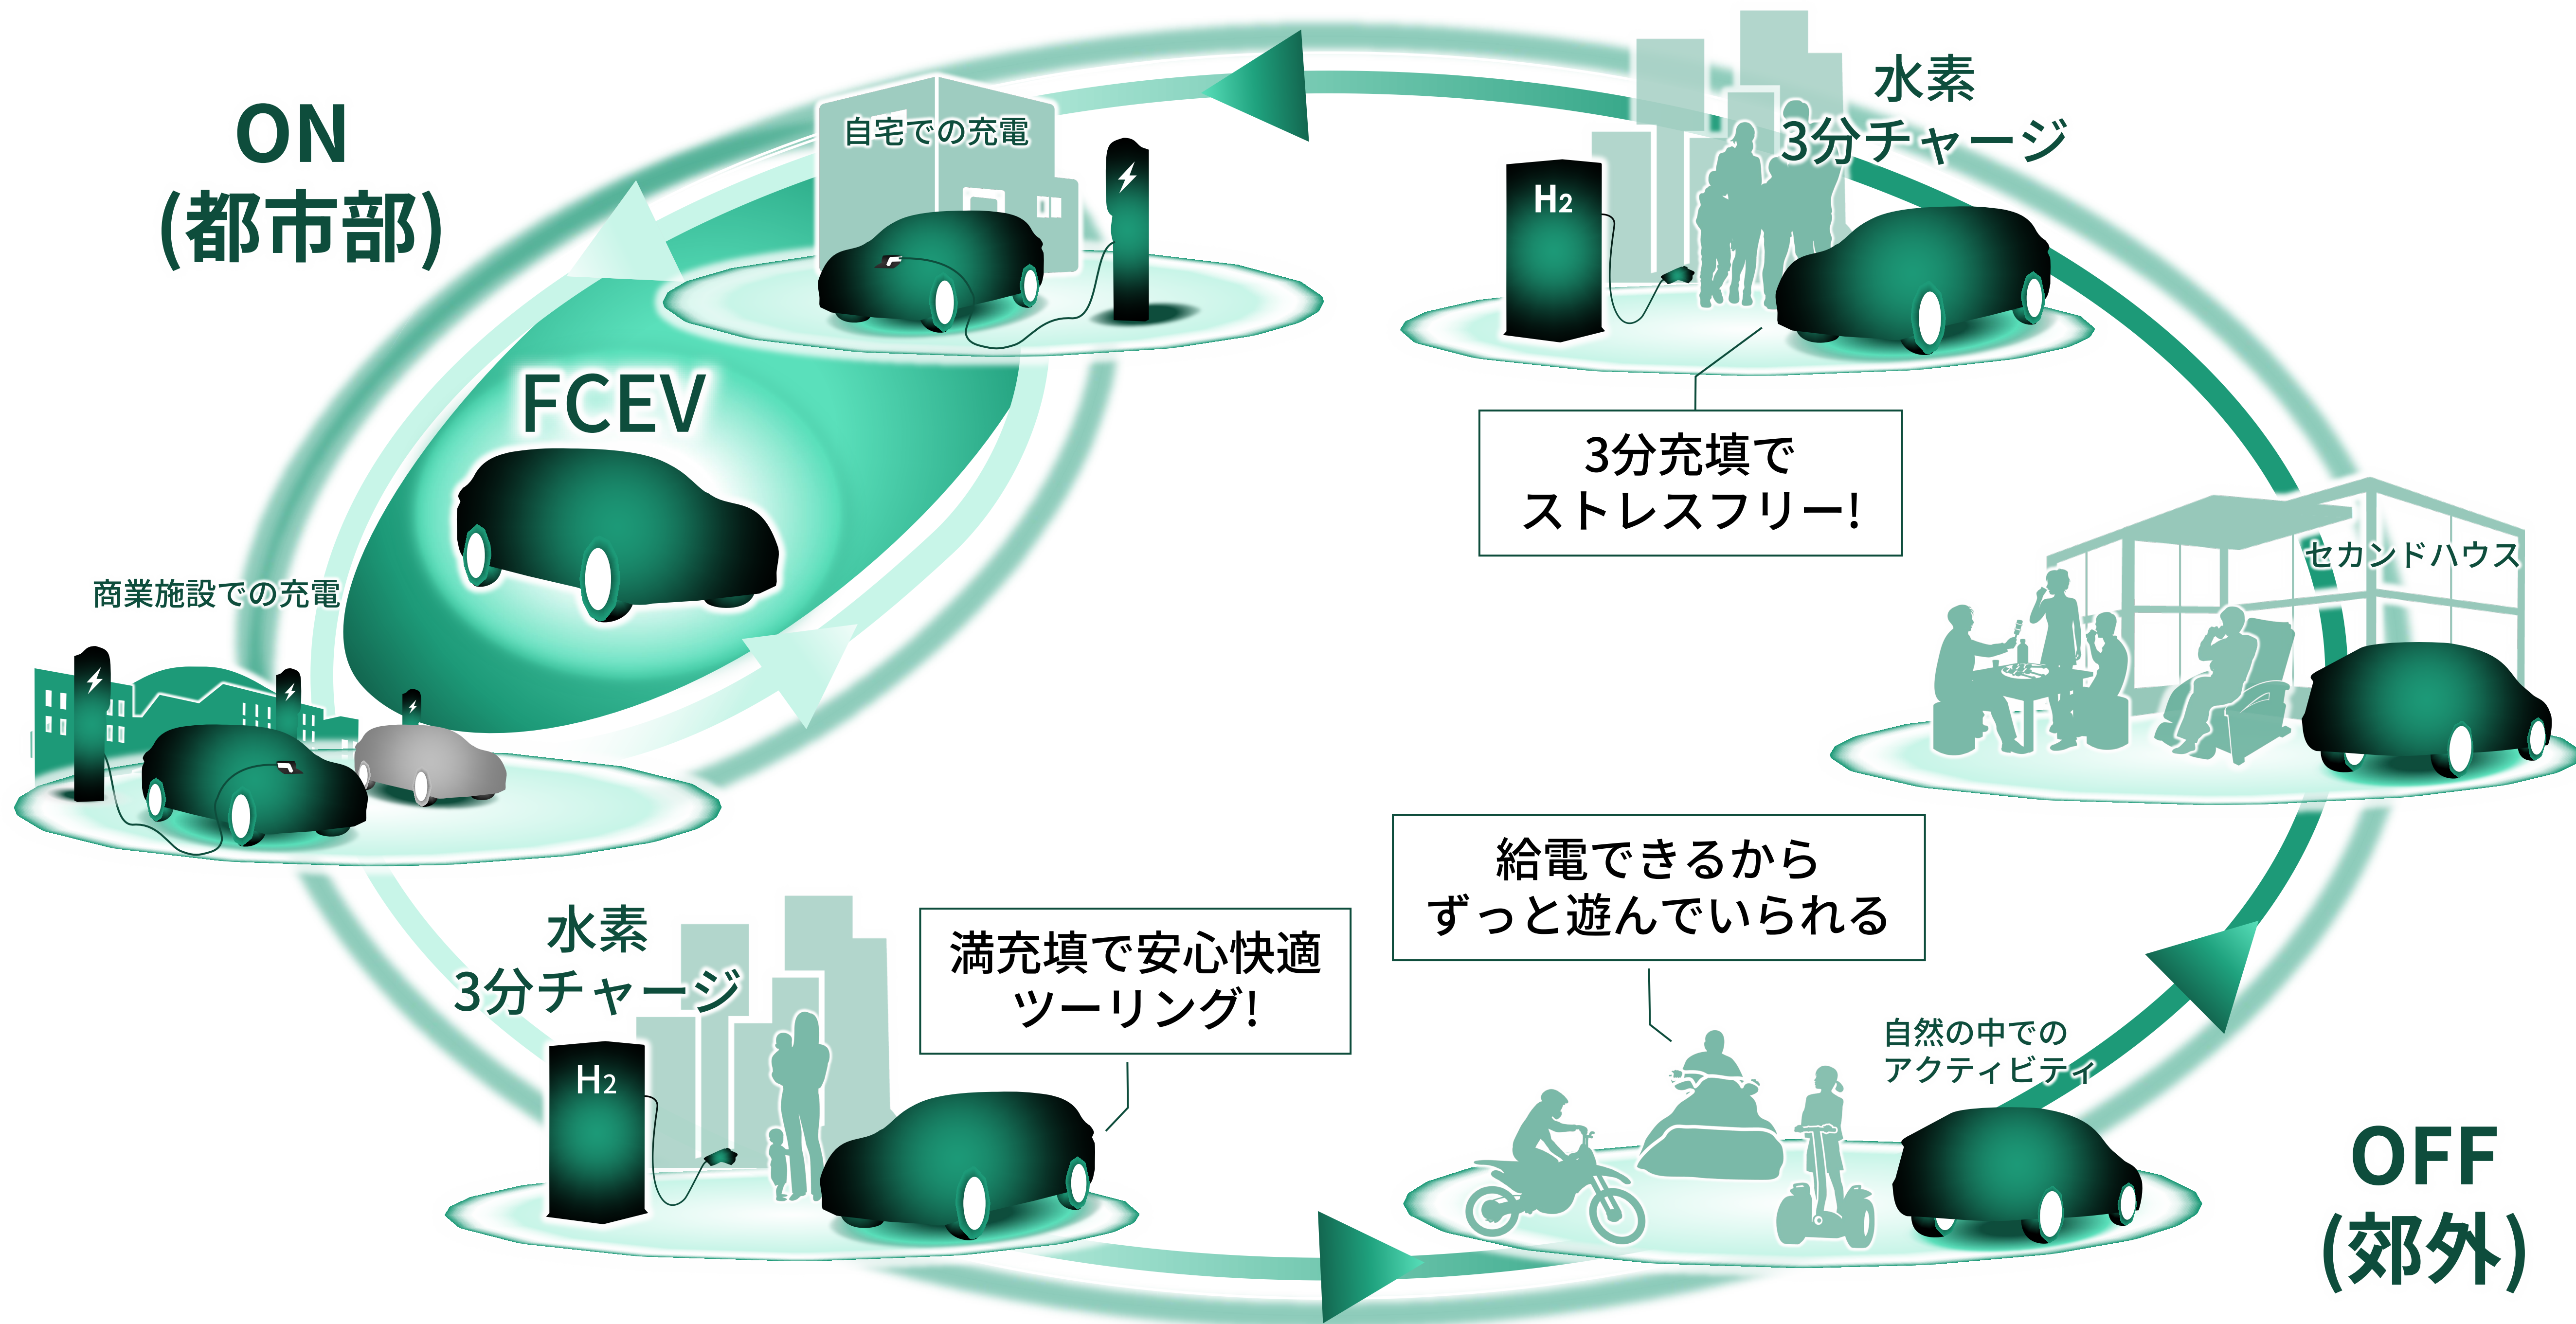 ON
(都市部)
自宅での充電
H2
水素
3分チャージ
FCEV
3分充填で
ストレスフリー!
セカンドハウス
商業施設での充電
給電できるから
ずっと遊んでいられる
水素
3分チャージ
H2
満充填で安心快適
ツーリング!
自然の中での
アクティビティ
OFF
(郊外)